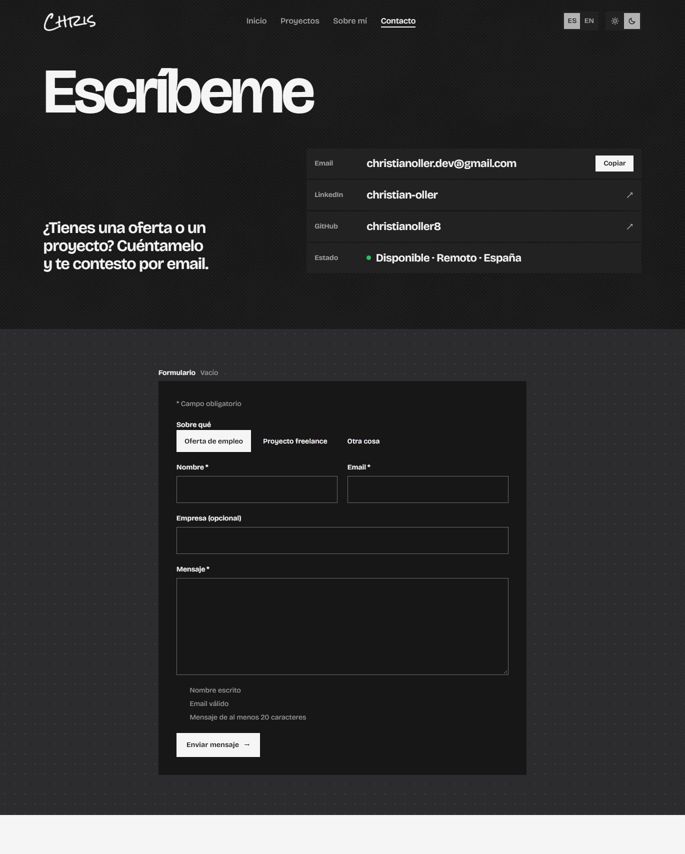 CHRIS
Inicio Proyectos Sobre mí Contacto
ES EN
Escríbeme
¿Tienes una oferta o un
proyecto? Cuéntamelo
y te contesto por email.
Email christianoller.dev@gmail.com Copiar
LinkedIn christian-oller ↗
GitHub christianoller8 ↗
Estado Disponible · Remoto · España
Formulario Vacío
* Campo obligatorio
Sobre qué
Oferta de empleo Proyecto freelance Otra cosa
Nombre * Email *
Empresa (opcional)
Mensaje *
Nombre escrito
Email válido
Mensaje de al menos 20 caracteres
Enviar mensaje →